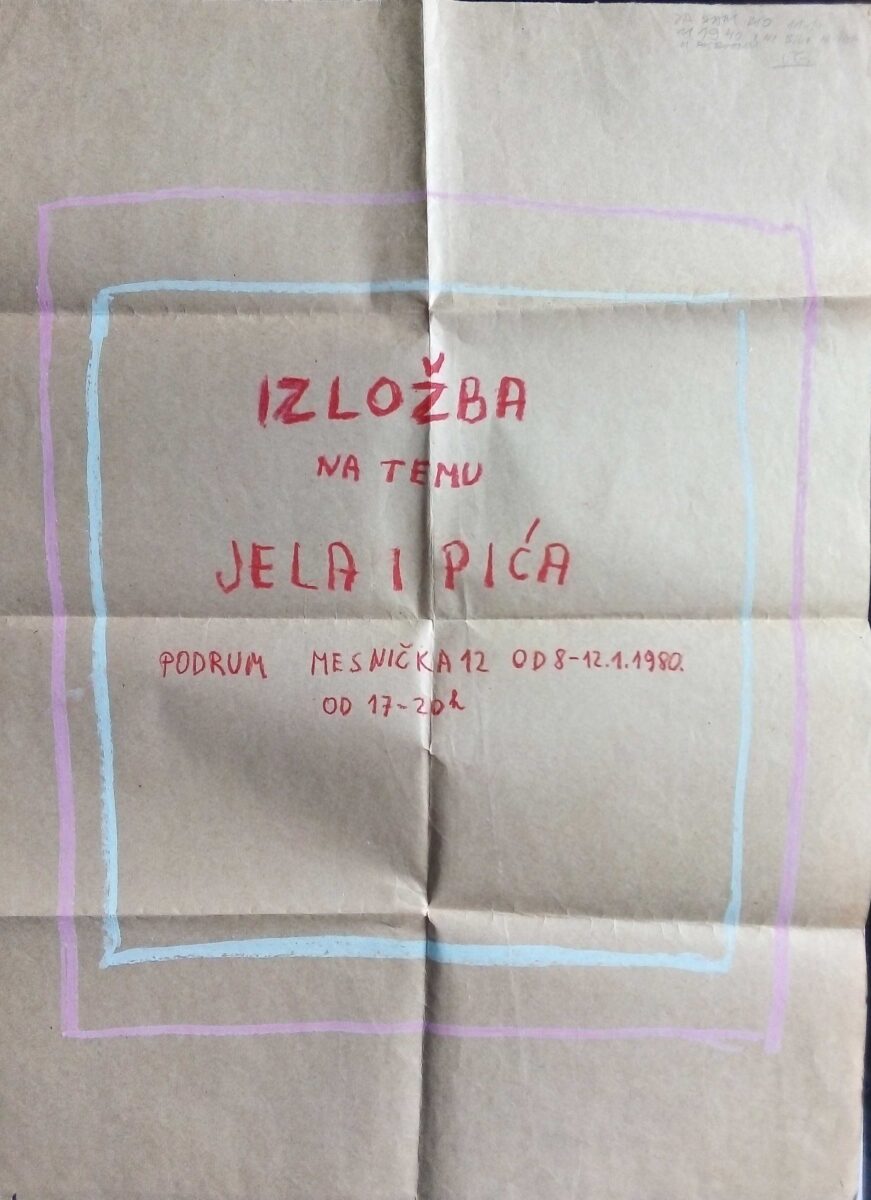 IZLOŽBA
NA TEMU
JELA I PIĆA
PODRUM MESNIČKA 12 OD 8-12.1.1980.
OD 17-20h